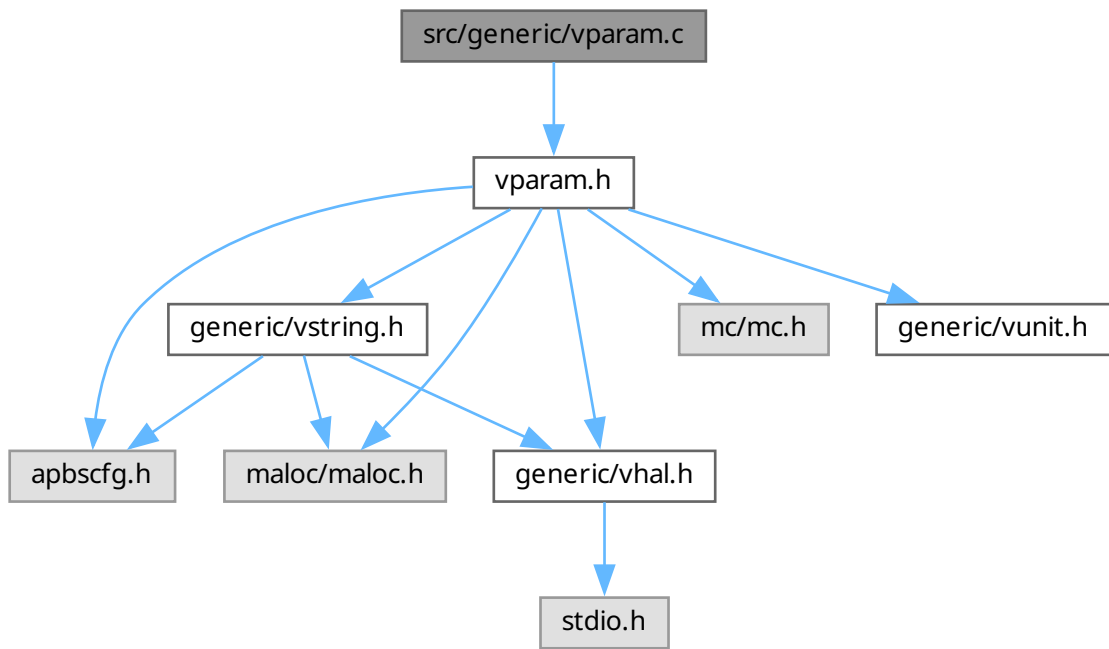 src/generic/vparam.c
vparam.h
generic/vstring.h
mc/mc.h
generic/vunit.h
apbscfg.h
maloc/maloc.h
generic/vhal.h
stdio.h